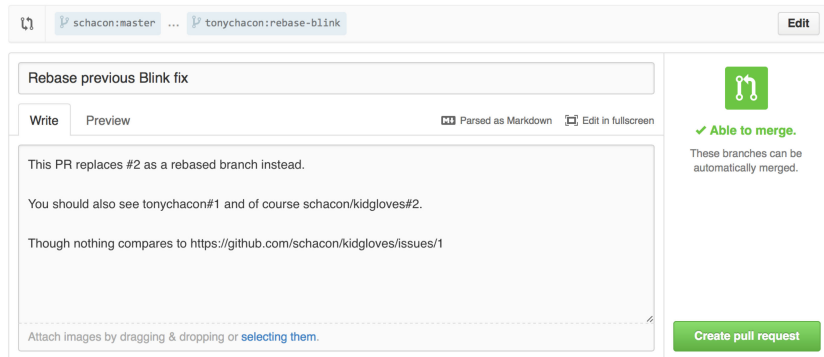 schacon:master ... tonychacon:rebase-blink Edit
Rebase previous Blink fix
Write Preview Parsed as Markdown Edit in fullscreen
This PR replaces #2 as a rebased branch instead.
You should also see tonychacon#1 and of course schacon/kidgloves#2.
Though nothing compares to https://github.com/schacon/kidgloves/issues/1
Attach images by dragging & dropping or selecting them.
✓ Able to merge.
These branches can be
automatically merged.
Create pull request